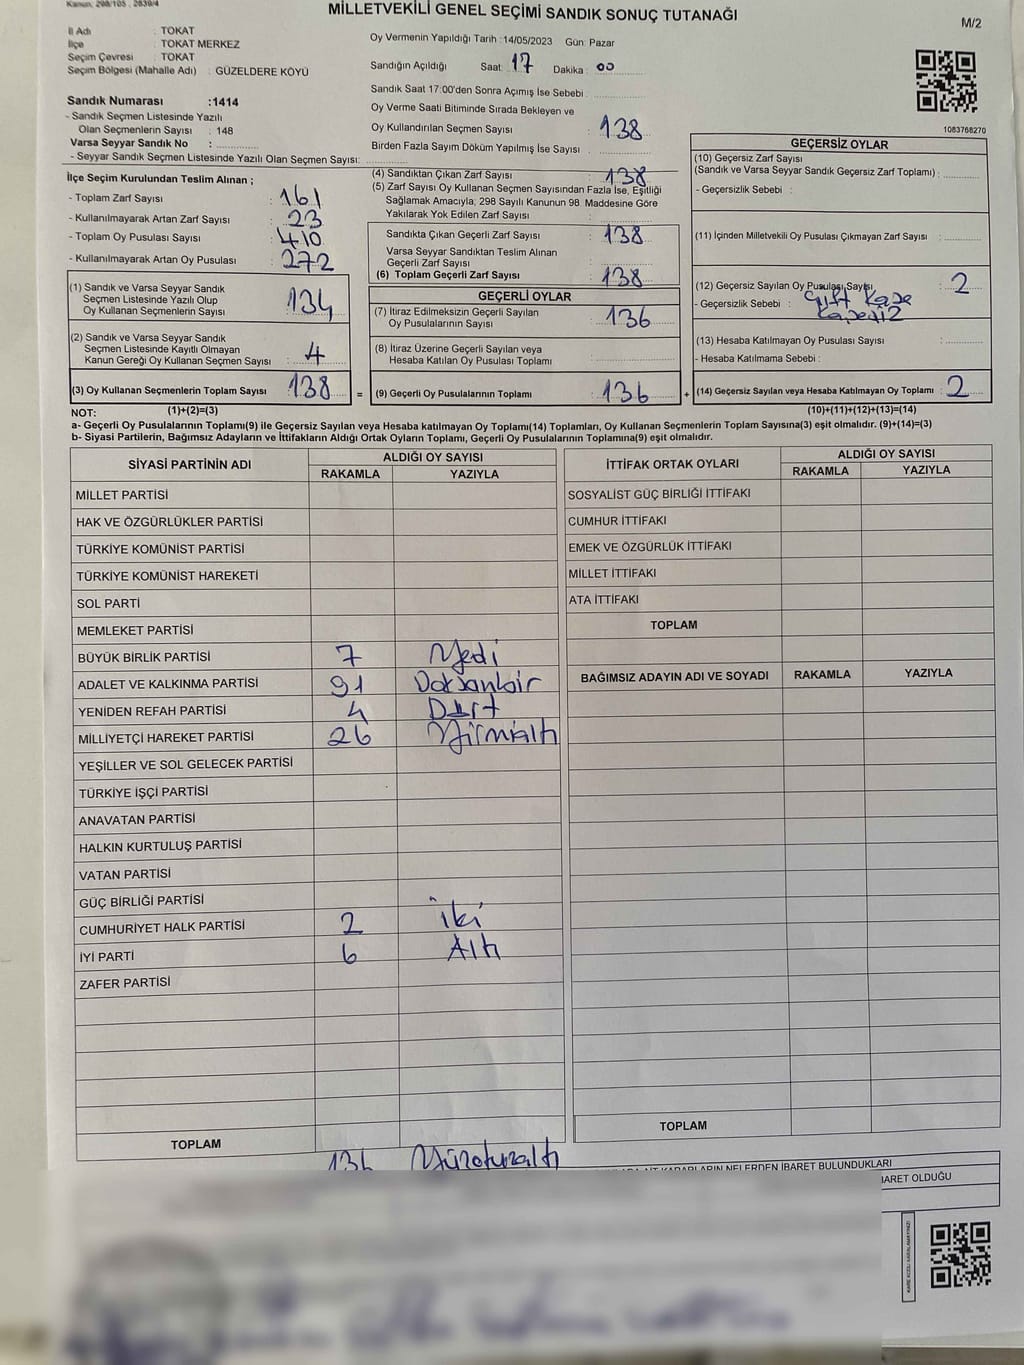 Kanun, 298/105 . 2839/4
MİLLETVEKİLİ GENEL SEÇİMİ SANDIK SONUÇ TUTANAĞI
M/2
İl Adı : TOKAT
İlçe : TOKAT MERKEZ
Seçim Çevresi : TOKAT
Seçim Bölgesi (Mahalle Adı) : GÜZELDERE KÖYÜ
Sandık Numarası :1414
- Sandık Seçmen Listesinde Yazılı
Olan Seçmenlerin Sayısı : 148
Varsa Seyyar Sandık No :
- Seyyar Sandık Seçmen Listesinde Yazılı Olan Seçmen Sayısı:
Oy Vermenin Yapıldığı Tarih :14/05/2023 Gün: Pazar
Sandığın Açıldığı Saat: 17 Dakika : 00
Sandık Saat 17:00'den Sonra Açımış İse Sebebi :
Oy Verme Saati Bitiminde Sırada Bekleyen ve
Oy Kullandırılan Seçmen Sayısı : 138
Birden Fazla Sayım Döküm Yapılmış İse Sayısı :
1083768270
İlçe Seçim Kurulundan Teslim Alınan ;
- Toplam Zarf Sayısı : 161
- Kullanılmayarak Artan Zarf Sayısı : 23
- Toplam Oy Pusulası Sayısı : 410
- Kullanılmayarak Artan Oy Pusulası : 272
(1) Sandık ve Varsa Seyyar Sandık
Seçmen Listesinde Yazılı Olup
Oy Kullanan Seçmenlerin Sayısı : 134
(2) Sandık ve Varsa Seyyar Sandık
Seçmen Listesinde Kayıtlı Olmayan
Kanun Gereği Oy Kullanan Seçmen Sayısı : 4
(3) Oy Kullanan Seçmenlerin Toplam Sayısı : 138 =
(4) Sandıktan Çıkan Zarf Sayısı : 138
(5) Zarf Sayısı Oy Kullanan Seçmen Sayısından Fazla İse, Eşitliği
Sağlamak Amacıyla, 298 Sayılı Kanunun 98. Maddesine Göre
Yakılarak Yok Edilen Zarf Sayısı :
Sandıkta Çıkan Geçerli Zarf Sayısı : 138
Varsa Seyyar Sandıktan Teslim Alınan
Geçerli Zarf Sayısı :
(6) Toplam Geçerli Zarf Sayısı : 138
GEÇERLİ OYLAR
(7) İtiraz Edilmeksizin Geçerli Sayılan
Oy Pusulalarının Sayısı : 136
(8) İtiraz Üzerine Geçerli Sayılan veya
Hesaba Katılan Oy Pusulası Toplamı :
(9) Geçerli Oy Pusulalarının Toplamı : 136 +
GEÇERSİZ OYLAR
(10) Geçersiz Zarf Sayısı
(Sandık ve Varsa Seyyar Sandık Geçersiz Zarf Toplamı) :
- Geçersizlik Sebebi :
(11) İçinden Milletvekili Oy Pusulası Çıkmayan Zarf Sayısı :
(12) Geçersiz Sayılan Oy Pusulası Sayısı : 2
- Geçersizlik Sebebi : Çift Kaşe
Kaşesiz
(13) Hesaba Katılmayan Oy Pusulası Sayısı :
- Hesaba Katılmama Sebebi :
(14) Geçersiz Sayılan veya Hesaba Katılmayan Oy Toplamı : 2
NOT: (1)+(2)=(3)
(10)+(11)+(12)+(13)=(14)
a- Geçerli Oy Pusulalarının Toplamı(9) ile Geçersiz Sayılan veya Hesaba katılmayan Oy Toplamı(14) Toplamları, Oy Kullanan Seçmenlerin Toplam Sayısına(3) eşit olmalıdır. (9)+(14)=(3)
b- Siyasi Partilerin, Bağımsız Adayların ve İttifakların Aldığı Ortak Oyların Toplamı, Geçerli Oy Pusulalarının Toplamına(9) eşit olmalıdır.
SİYASİ PARTİNİN ADI
ALDIĞI OY SAYISI
RAKAMLA YAZIYLA
MİLLET PARTİSİ
HAK VE ÖZGÜRLÜKLER PARTİSİ
TÜRKİYE KOMÜNİST PARTİSİ
TÜRKİYE KOMÜNİST HAREKETİ
SOL PARTİ
MEMLEKET PARTİSİ
BÜYÜK BİRLİK PARTİSİ 7 Yedi
ADALET VE KALKINMA PARTİSİ 91 Doksanbir
YENİDEN REFAH PARTİSİ 4 Dört
MİLLİYETÇİ HAREKET PARTİSİ 26 Yirmialtı
YEŞİLLER VE SOL GELECEK PARTİSİ
TÜRKİYE İŞÇİ PARTİSİ
ANAVATAN PARTİSİ
HALKIN KURTULUŞ PARTİSİ
VATAN PARTİSİ
GÜÇ BİRLİĞİ PARTİSİ
CUMHURİYET HALK PARTİSİ 2 İki
İYİ PARTİ 6 Altı
ZAFER PARTİSİ
TOPLAM 136 Yüzotuzaltı
İTTİFAK ORTAK OYLARI
ALDIĞI OY SAYISI
RAKAMLA YAZIYLA
SOSYALİST GÜÇ BİRLİĞİ İTTİFAKI
CUMHUR İTTİFAKI
EMEK VE ÖZGÜRLÜK İTTİFAKI
MİLLET İTTİFAKI
ATA İTTİFAKI
TOPLAM
BAĞIMSIZ ADAYIN ADI VE SOYADI RAKAMLA YAZIYLA
TOPLAM
KARARLARIN NELERDEN İBARET BULUNDUKLARI
İBARET OLDUĞU